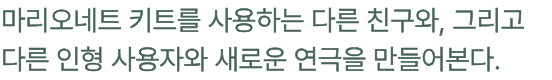 마리오네트 키트를 사용하는 다른 친구와, 그리고
다른 인형 사용자와 새로운 연극을 만들어본다.